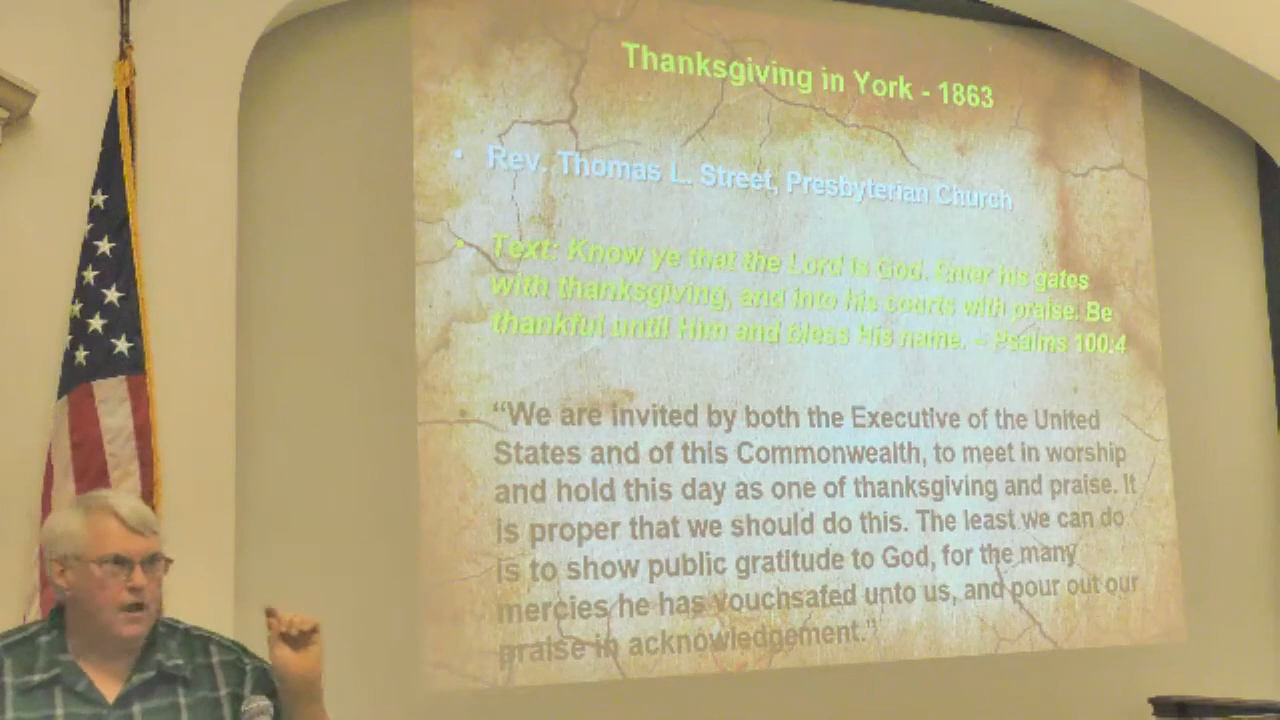 Thanksgiving in York - 1863
• Rev. Thomas L. Street, Presbyterian Church
• Text: Know ye that the Lord is God. Enter his gates
with thanksgiving, and into his courts with praise. Be
thankful until Him and bless His name. – Psalms 100:4
• “We are invited by both the Executive of the United
States and of this Commonwealth, to meet in worship
and hold this day as one of thanksgiving and praise. It
is proper that we should do this. The least we can do
is to show public gratitude to God, for the many
mercies he has vouchsafed unto us, and pour out our
praise in acknowledgement.”